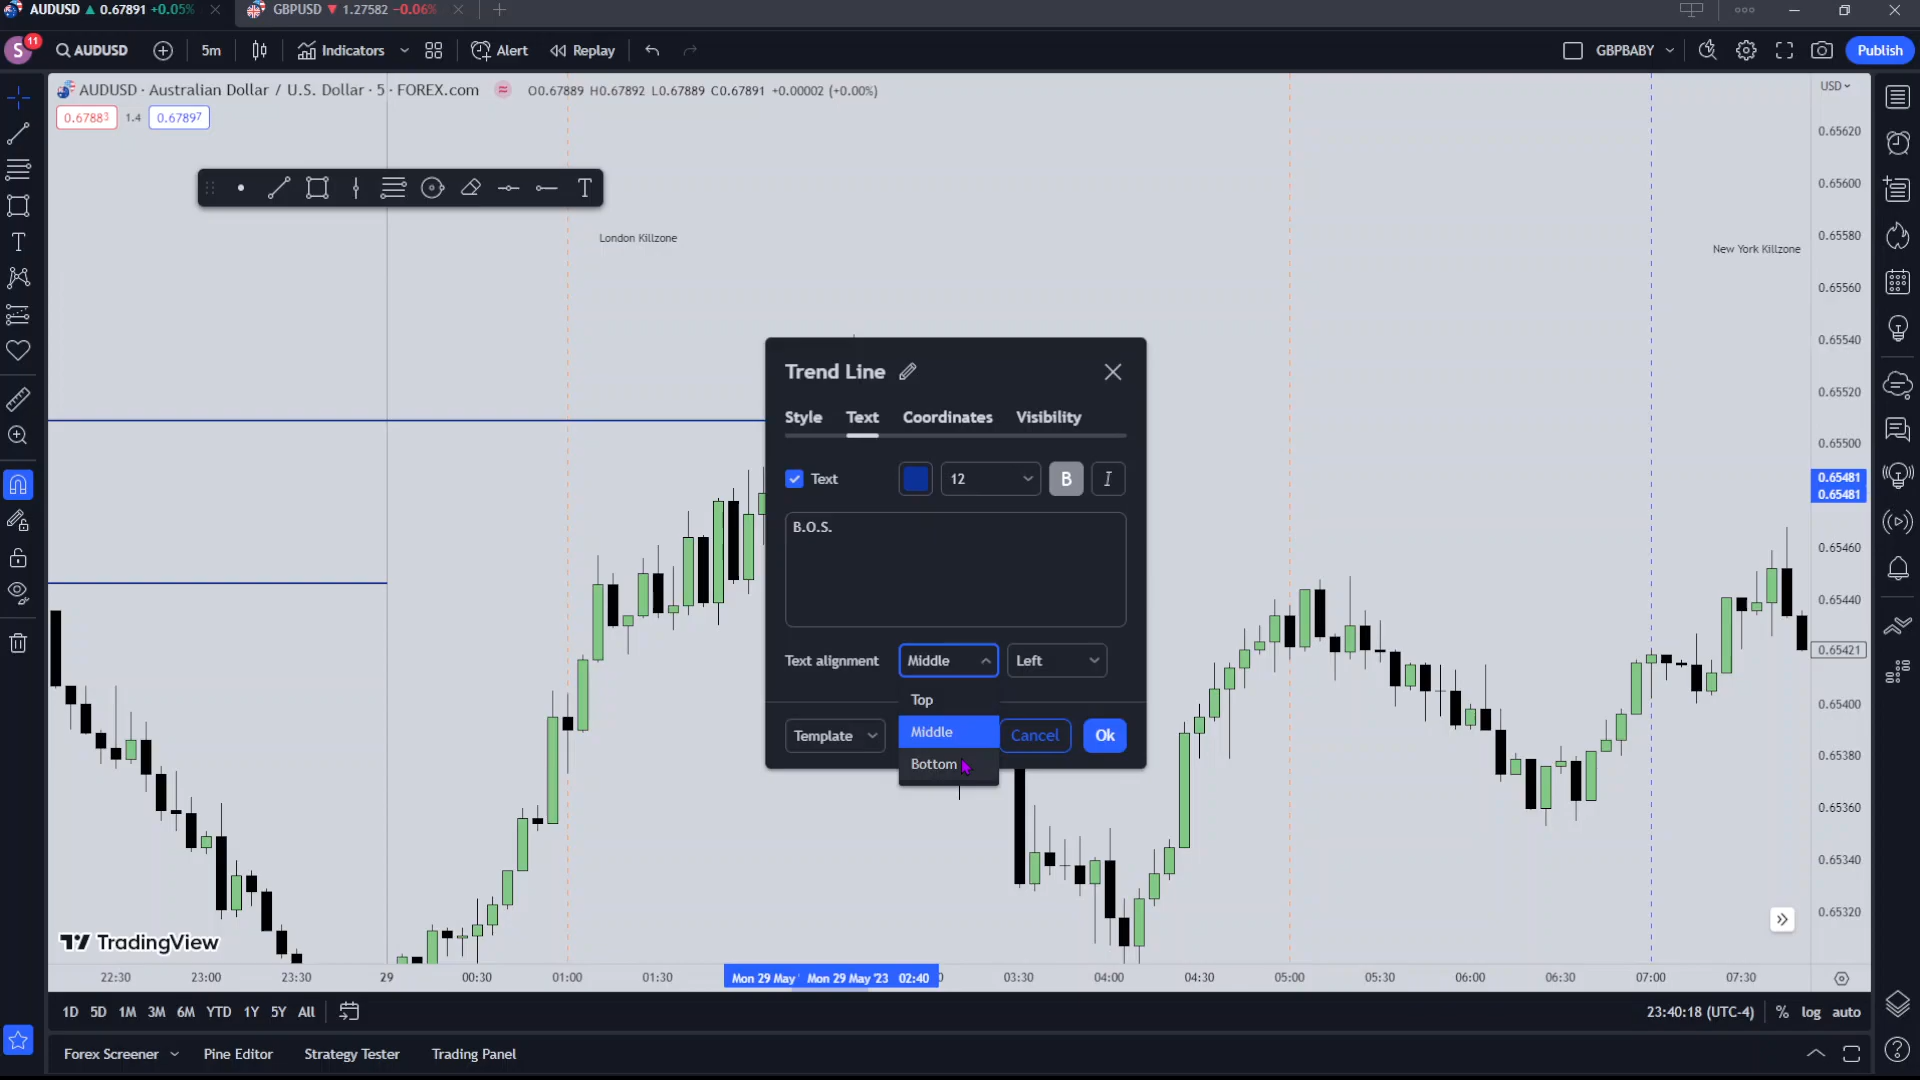 AUDUSD ▲ 0.67891 +0.05%
GBPUSD ▼ 1.27582 −0.06%
S 11 AUDUSD 5m Indicators Alert Replay GBPBABY Publish
AUDUSD · Australian Dollar / U.S. Dollar · 5 · FOREX.com O0.67889 H0.67892 L0.67889 C0.67891 +0.00002 (+0.00%)
USD
0.67883 1.4 0.67897
London Killzone
New York Killzone
0.65620
0.65600
0.65580
0.65560
0.65540
0.65520
0.65500
0.65481
0.65481
0.65460
0.65440
0.65421
0.65400
0.65380
0.65360
0.65340
0.65320
Trend Line
Style Text Coordinates Visibility
Text 12 B I
B.O.S.
Text alignment Middle Left
Top
Middle
Bottom
Template Cancel Ok
TradingView
22:30 23:00 23:30 29 00:30 01:00 01:30 Mon 29 May ' Mon 29 May '23 02:40 03:30 04:00 04:30 05:00 05:30 06:00 06:30 07:00 07:30
1D 5D 1M 3M 6M YTD 1Y 5Y All 23:40:18 (UTC-4) % log auto
Forex Screener Pine Editor Strategy Tester Trading Panel